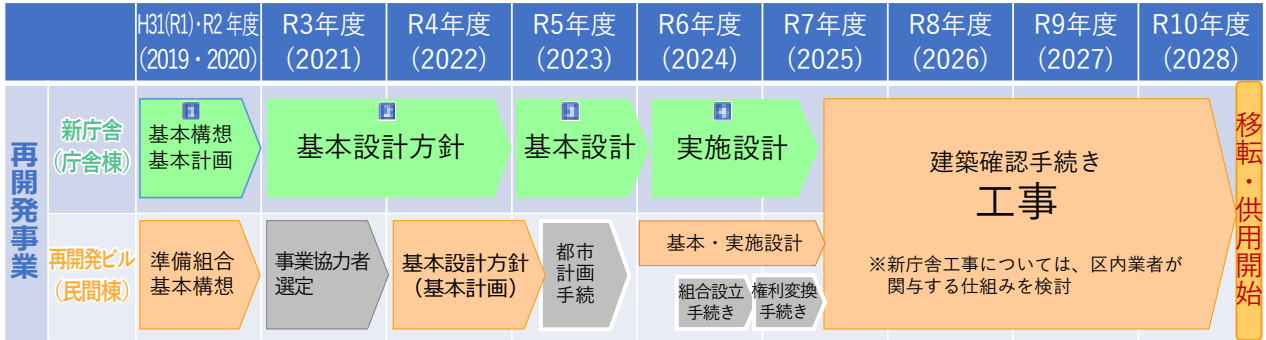 H31(R1)・R2 年度
(2019・2020)
R3年度
(2021)
R4年度
(2022)
R5年度
(2023)
R6年度
(2024)
R7年度
(2025)
R8年度
(2026)
R9年度
(2027)
R10年度
(2028)
再開発事業
新庁舎
(庁舎棟)
1
基本構想
基本計画
2
基本設計方針
3
基本設計
4
実施設計
建築確認手続き
工事
※新庁舎工事については、区内業者が
関与する仕組みを検討
移転・供用開始
再開発ビル
(民間棟)
準備組合
基本構想
事業協力者
選定
基本設計方針
(基本計画)
都市
計画
手続
基本・実施設計
組合設立
手続き
権利変換
手続き